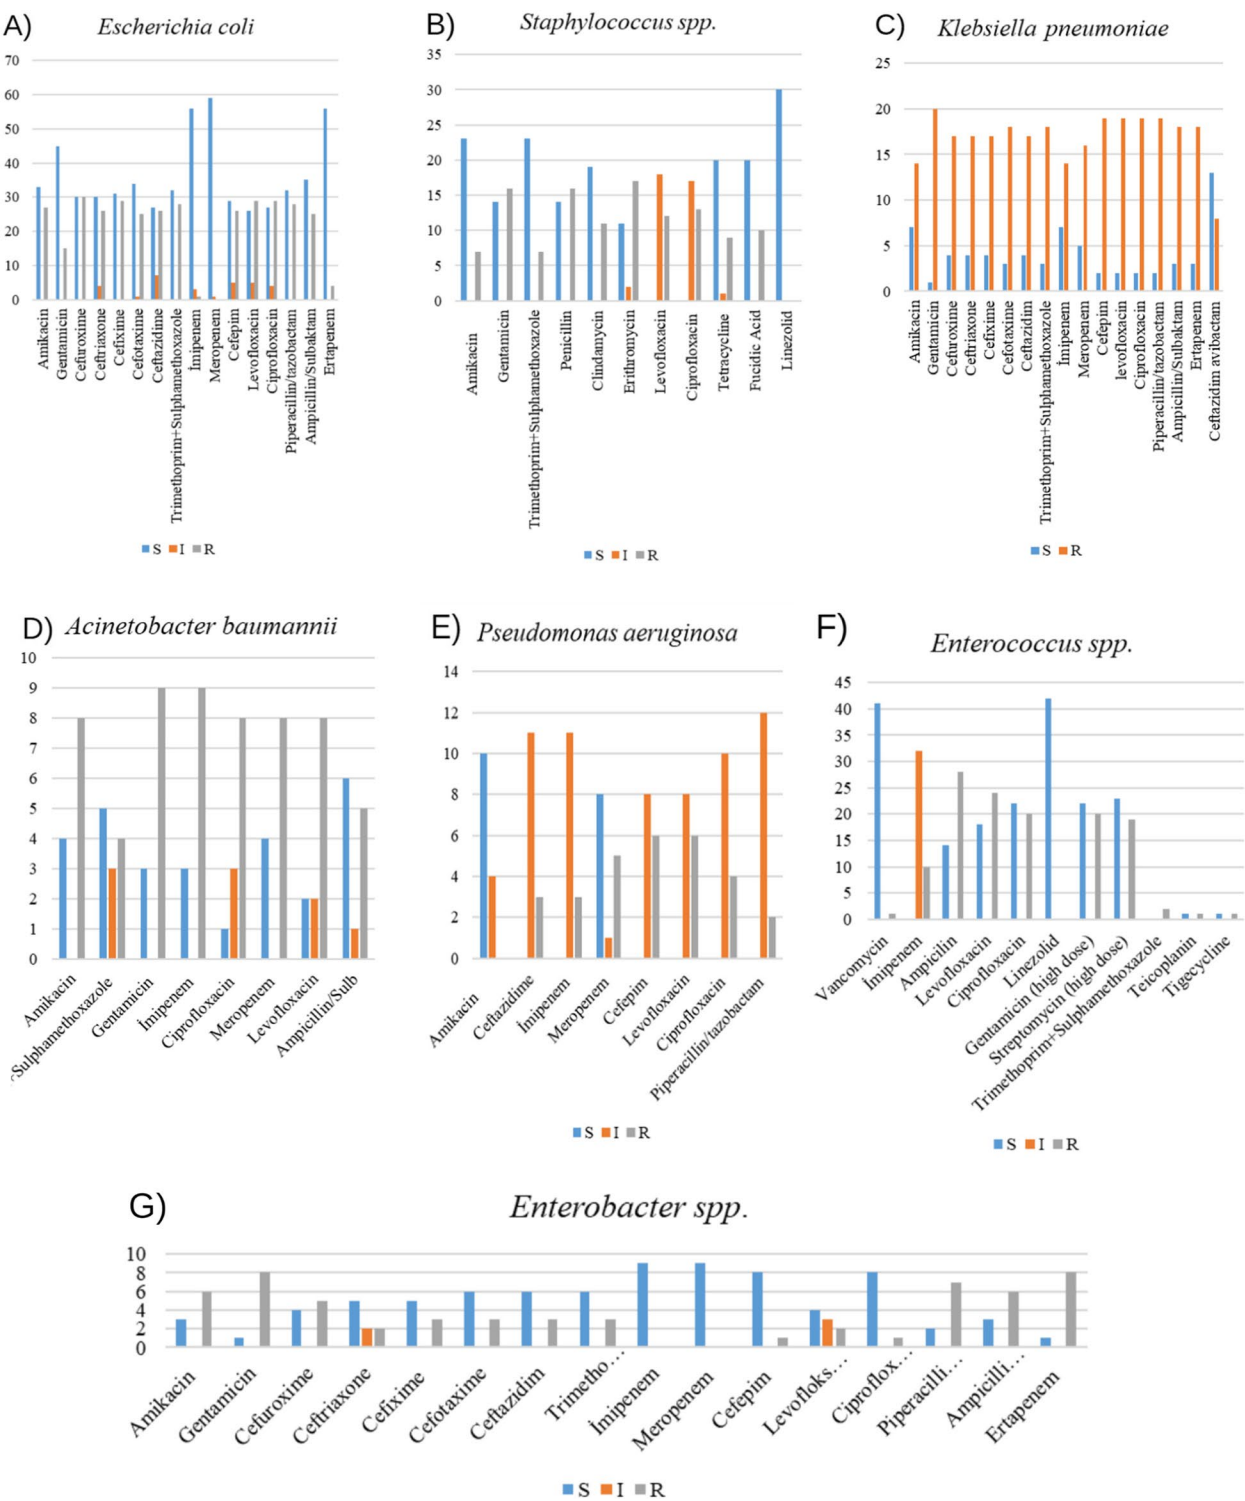 A)
Escherichia coli
70
60
50
40
30
20
10
0
Amikacin
Gentamicin
Cefuroxime
Ceftriaxone
Cefixime
Cefotaxime
Ceftazidime
Trimethoprim+Sulphamethoxazole
İmipenem
Meropenem
Cefepim
Levofloxacin
Ciprofloxacin
Piperacillin/tazobactam
Ampicillin/Sulbaktam
Ertapenem
S I R
B)
Staphylococcus spp.
35
30
25
20
15
10
5
0
Amikacin
Gentamicin
Trimethoprim+Sulphamethoxazole
Penicillin
Clindamycin
Erithromycin
Levofloxacin
Ciprofloxacin
Tetracycline
Fucidic Acid
Linezolid
S I R
C)
Klebsiella pneumoniae
25
20
15
10
5
0
Amikacin
Gentamicin
Cefuroxime
Ceftriaxone
Cefixime
Cefotaxime
Ceftazidim
Trimethoprim+Sulphamethoxazole
İmipenem
Meropenem
Cefepim
levofloxacin
Ciprofloxacin
Piperacillin/tazobactam
Ampicillin/Sulbaktam
Ertapenem
Ceftazidim avibactam
S R
D)
Acinetobacter baumannii
10
9
8
7
6
5
4
3
2
1
0
Amikacin
Sulphamethoxazole
Gentamicin
İmipenem
Ciprofloxacin
Meropenem
Levofloxacin
Ampicillin/Sulb
E)
Pseudomonas aeruginosa
14
12
10
8
6
4
2
0
Amikacin
Ceftazidime
İmipenem
Meropenem
Cefepim
Levofloxacin
Ciprofloxacin
Piperacillin/tazobactam
S I R
F)
Enterococcus spp.
45
40
35
30
25
20
15
10
5
0
Vancomycin
İmipenem
Ampicilin
Levofloxacin
Ciprofloxacin
Linezolid
Gentamicin (high dose)
Streptomycin (high dose)
Trimethoprim+Sulphamethoxazole
Teicoplanin
Tigecycline
S I R
G)
Enterobacter spp.
10
8
6
4
2
0
Amikacin
Gentamicin
Cefuroxime
Ceftriaxone
Cefixime
Cefotaxime
Ceftazidim
Trimetho…
İmipenem
Meropenem
Cefepim
Levofloks…
Ciproflox…
Piperacilli…
Ampicilli…
Ertapenem
S I R